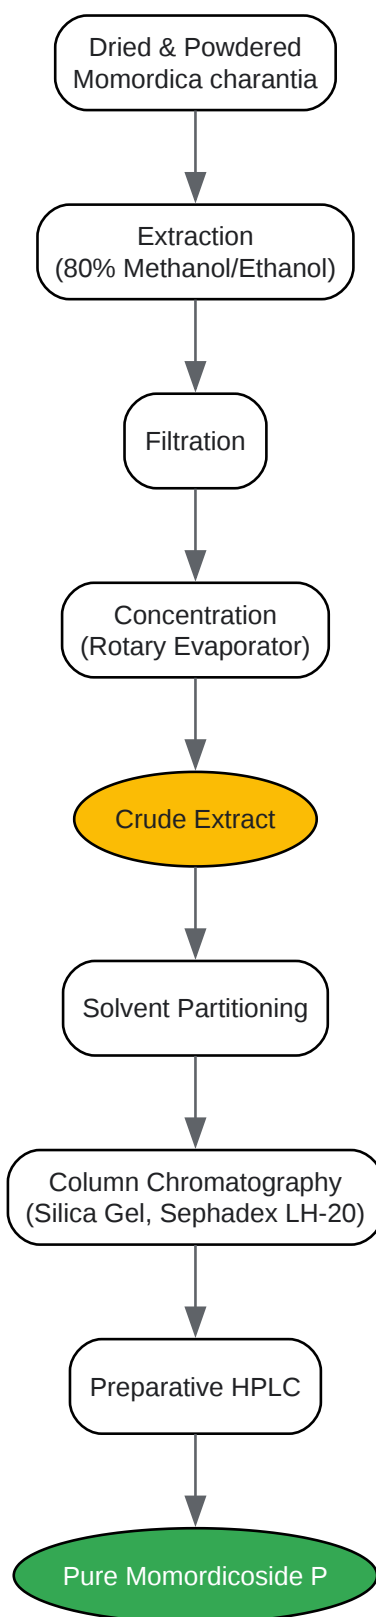 Dried & Powdered
Momordica charantia
Extraction
(80% Methanol/Ethanol)
Filtration
Concentration
(Rotary Evaporator)
Crude Extract
Solvent Partitioning
Column Chromatography
(Silica Gel, Sephadex LH-20)
Preparative HPLC
Pure Momordicoside P